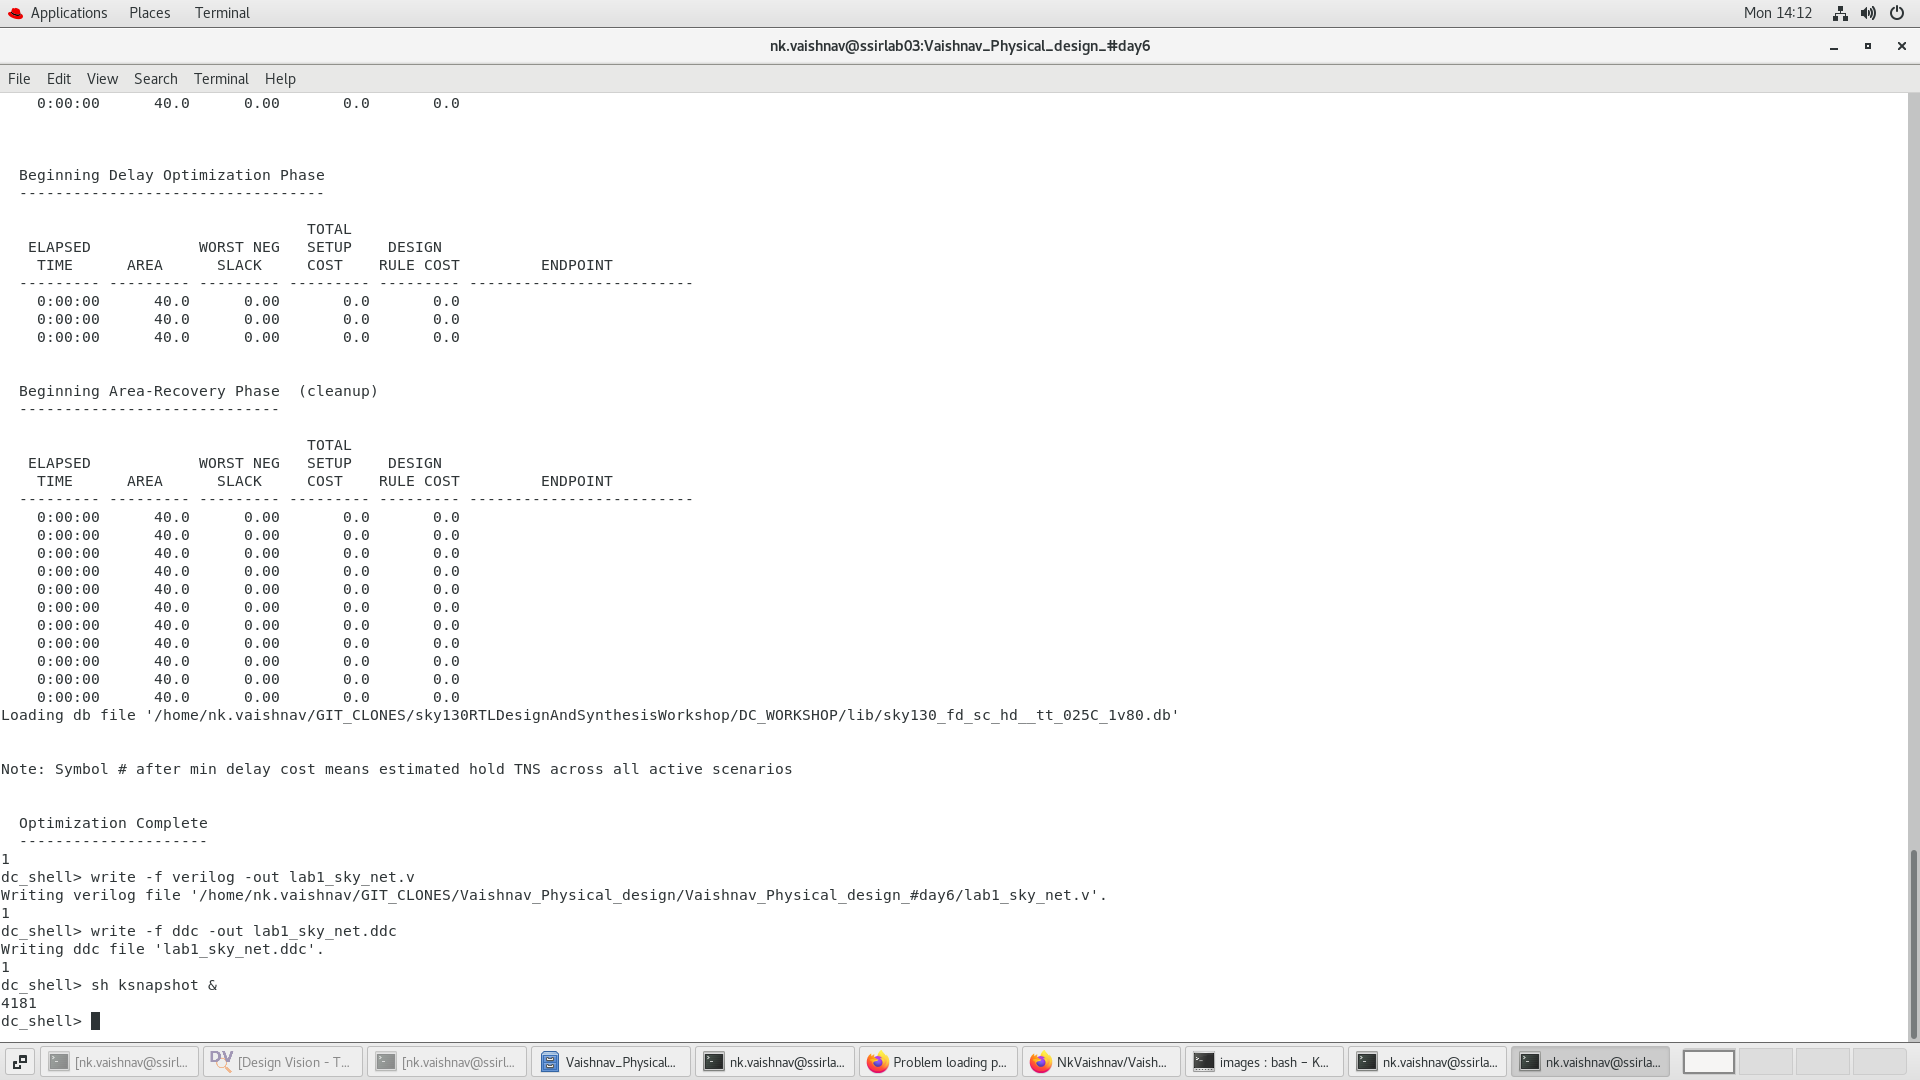 Applications Places Terminal Mon 14:12
nk.vaishnav@ssirlab03:Vaishnav_Physical_design_#day6
File Edit View Search Terminal Help
0:00:00 40.0 0.00 0.0 0.0
Beginning Delay Optimization Phase
----------------------------------
TOTAL
ELAPSED WORST NEG SETUP DESIGN
TIME AREA SLACK COST RULE COST ENDPOINT
--------- --------- --------- --------- --------- -------------------------
0:00:00 40.0 0.00 0.0 0.0
0:00:00 40.0 0.00 0.0 0.0
0:00:00 40.0 0.00 0.0 0.0
Beginning Area-Recovery Phase (cleanup)
-----------------------------
TOTAL
ELAPSED WORST NEG SETUP DESIGN
TIME AREA SLACK COST RULE COST ENDPOINT
--------- --------- --------- --------- --------- -------------------------
0:00:00 40.0 0.00 0.0 0.0
0:00:00 40.0 0.00 0.0 0.0
0:00:00 40.0 0.00 0.0 0.0
0:00:00 40.0 0.00 0.0 0.0
0:00:00 40.0 0.00 0.0 0.0
0:00:00 40.0 0.00 0.0 0.0
0:00:00 40.0 0.00 0.0 0.0
0:00:00 40.0 0.00 0.0 0.0
0:00:00 40.0 0.00 0.0 0.0
0:00:00 40.0 0.00 0.0 0.0
0:00:00 40.0 0.00 0.0 0.0
Loading db file '/home/nk.vaishnav/GIT_CLONES/sky130RTLDesignAndSynthesisWorkshop/DC_WORKSHOP/lib/sky130_fd_sc_hd__tt_025C_1v80.db'
Note: Symbol # after min delay cost means estimated hold TNS across all active scenarios
Optimization Complete
---------------------
1
dc_shell> write -f verilog -out lab1_sky_net.v
Writing verilog file '/home/nk.vaishnav/GIT_CLONES/Vaishnav_Physical_design/Vaishnav_Physical_design_#day6/lab1_sky_net.v'.
1
dc_shell> write -f ddc -out lab1_sky_net.ddc
Writing ddc file 'lab1_sky_net.ddc'.
1
dc_shell> sh ksnapshot &
4181
dc_shell>
[nk.vaishnav@ssirl... DV [Design Vision - T... [nk.vaishnav@ssirl... Vaishnav_Physical... nk.vaishnav@ssirla... Problem loading p... NkVaishnav/Vaish... images : bash – K... nk.vaishnav@ssirla... nk.vaishnav@ssirla...